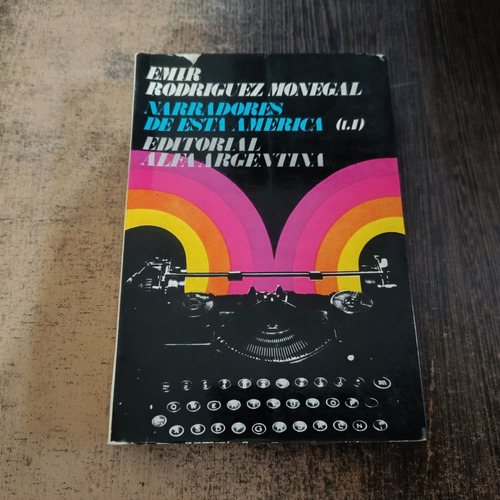 EMIR
RODRIGUEZ MONEGAL
NARRADORES
DE ESTA AMERICA (t.I)
EDITORIAL
ALFA ARGENTINA
Q W E R T Y U I O P